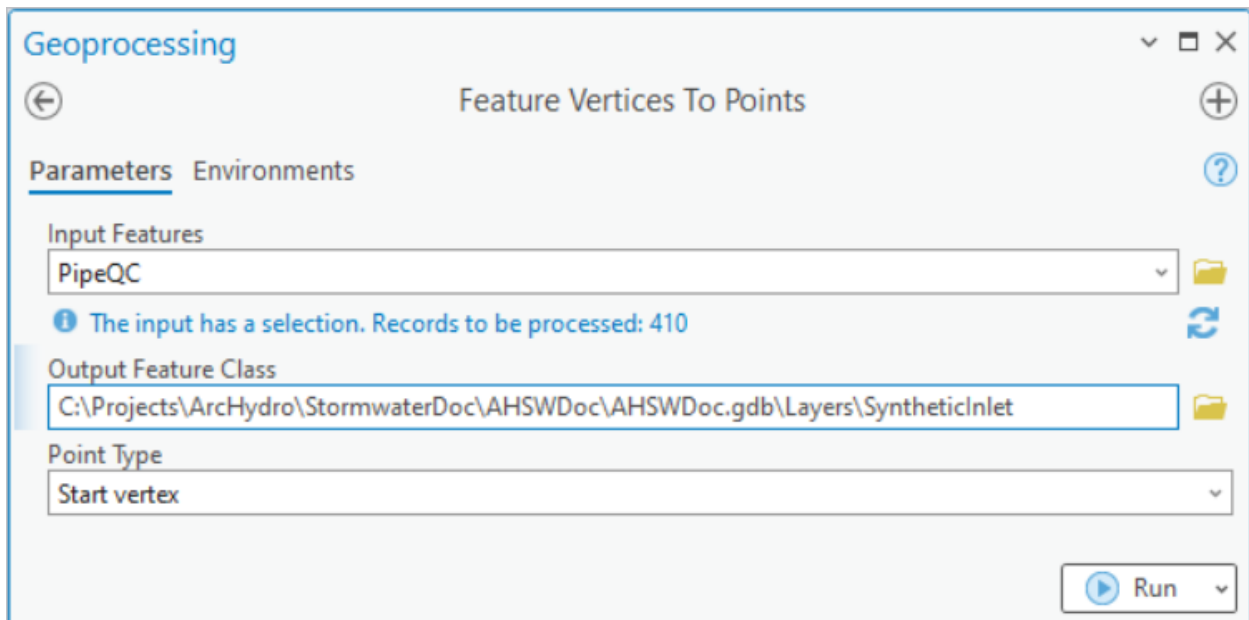 Geoprocessing
Feature Vertices To Points
Parameters Environments
Input Features
PipeQC
The input has a selection. Records to be processed: 410
Output Feature Class
C:\Projects\ArcHydro\StormwaterDoc\AHSWDoc\AHSWDoc.gdb\Layers\SyntheticInlet
Point Type
Start vertex
Run